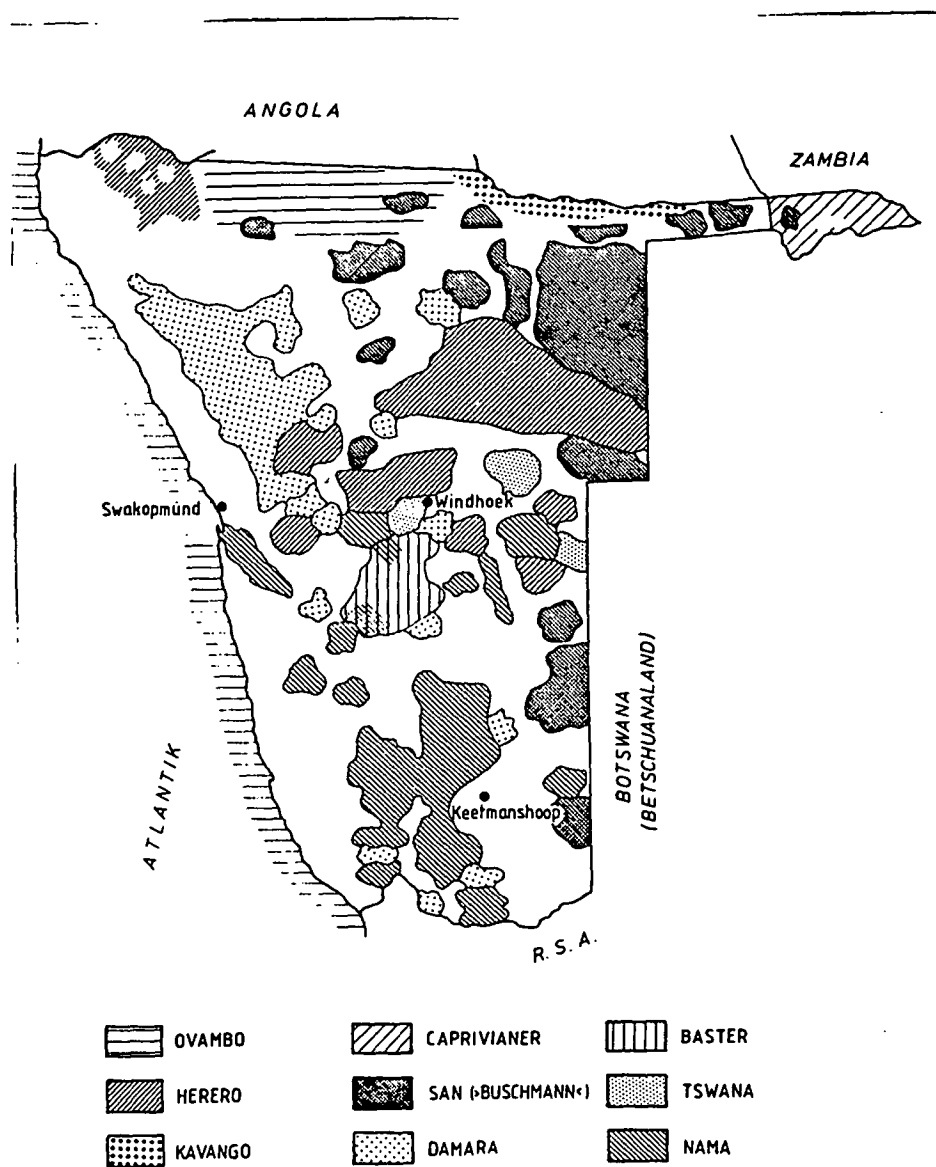 ANGOLA
ZAMBIA
Swakopmünd
Windhoek
BOTSWANA
(BETSCHUANALAND)
ATLANTIK
Keetmanshoop
R. S. A.
OVAMBO
CAPRIVIANER
BASTER
HERERO
SAN (›BUSCHMANN‹)
TSWANA
KAVANGO
DAMARA
NAMA